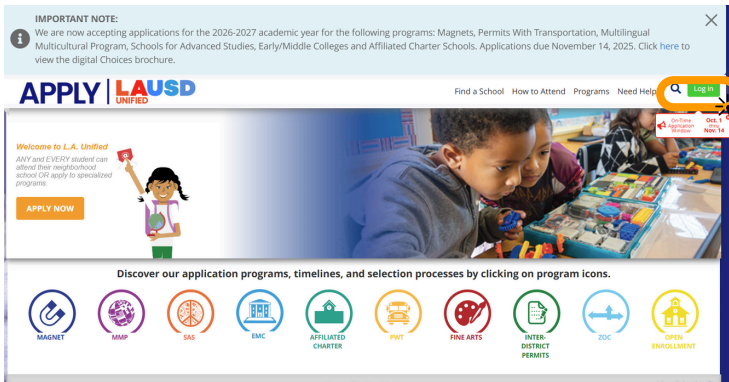 IMPORTANT NOTE:
We are now accepting applications for the 2026-2027 academic year for the following programs: Magnets, Permits With Transportation, Multilingual
Multicultural Program, Schools for Advanced Studies, Early/Middle Colleges and Affiliated Charter Schools. Applications due November 14, 2025. Click here to
view the digital Choices brochure.
APPLY | LAUSD
UNIFIED
Find a School How to Attend Programs Need Help
Log in
On-Time
Application
Window
Oct. 1
thru
Nov. 14
Welcome to L.A. Unified
ANY and EVERY student can
attend their neighborhood
school OR apply to specialized
programs.
APPLY NOW
Discover our application programs, timelines, and selection processes by clicking on program icons.
MAGNET
MMP
SAS
EMC
AFFILIATED
CHARTER
PWT
FINE ARTS
INTER-
DISTRICT
PERMITS
ZOC
OPEN
ENROLLMENT